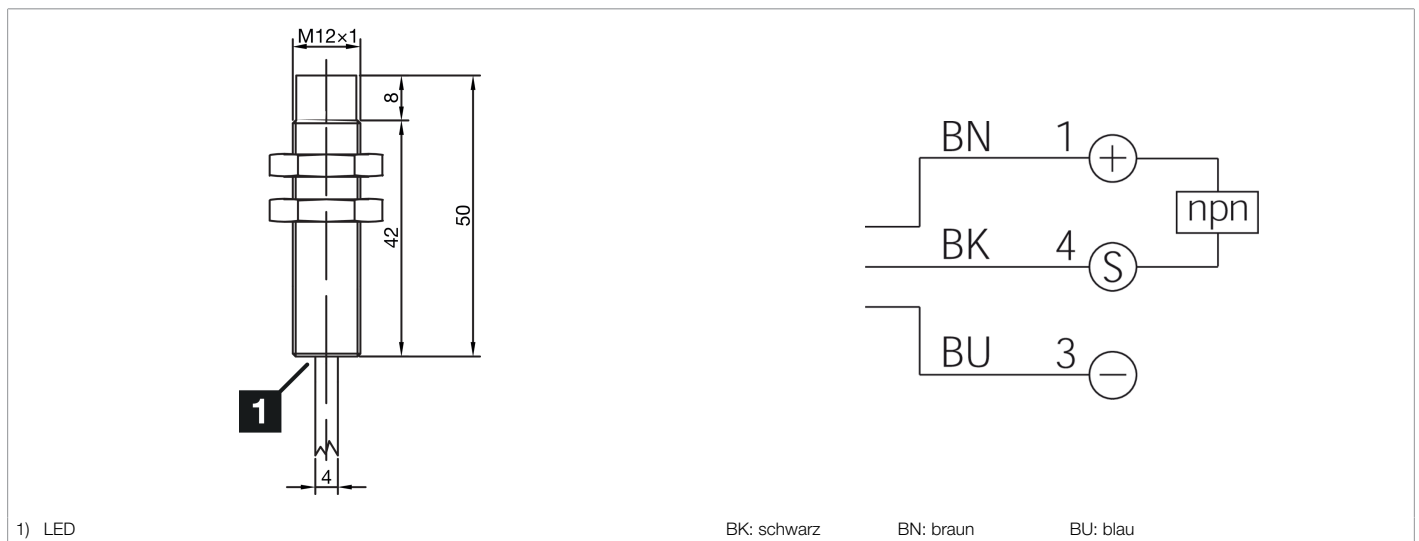 M12×1
8
42
50
1
4
BN 1 +
npn
BK 4 S
BU 3 −
1) LED
BK: schwarz BN: braun BU: blau